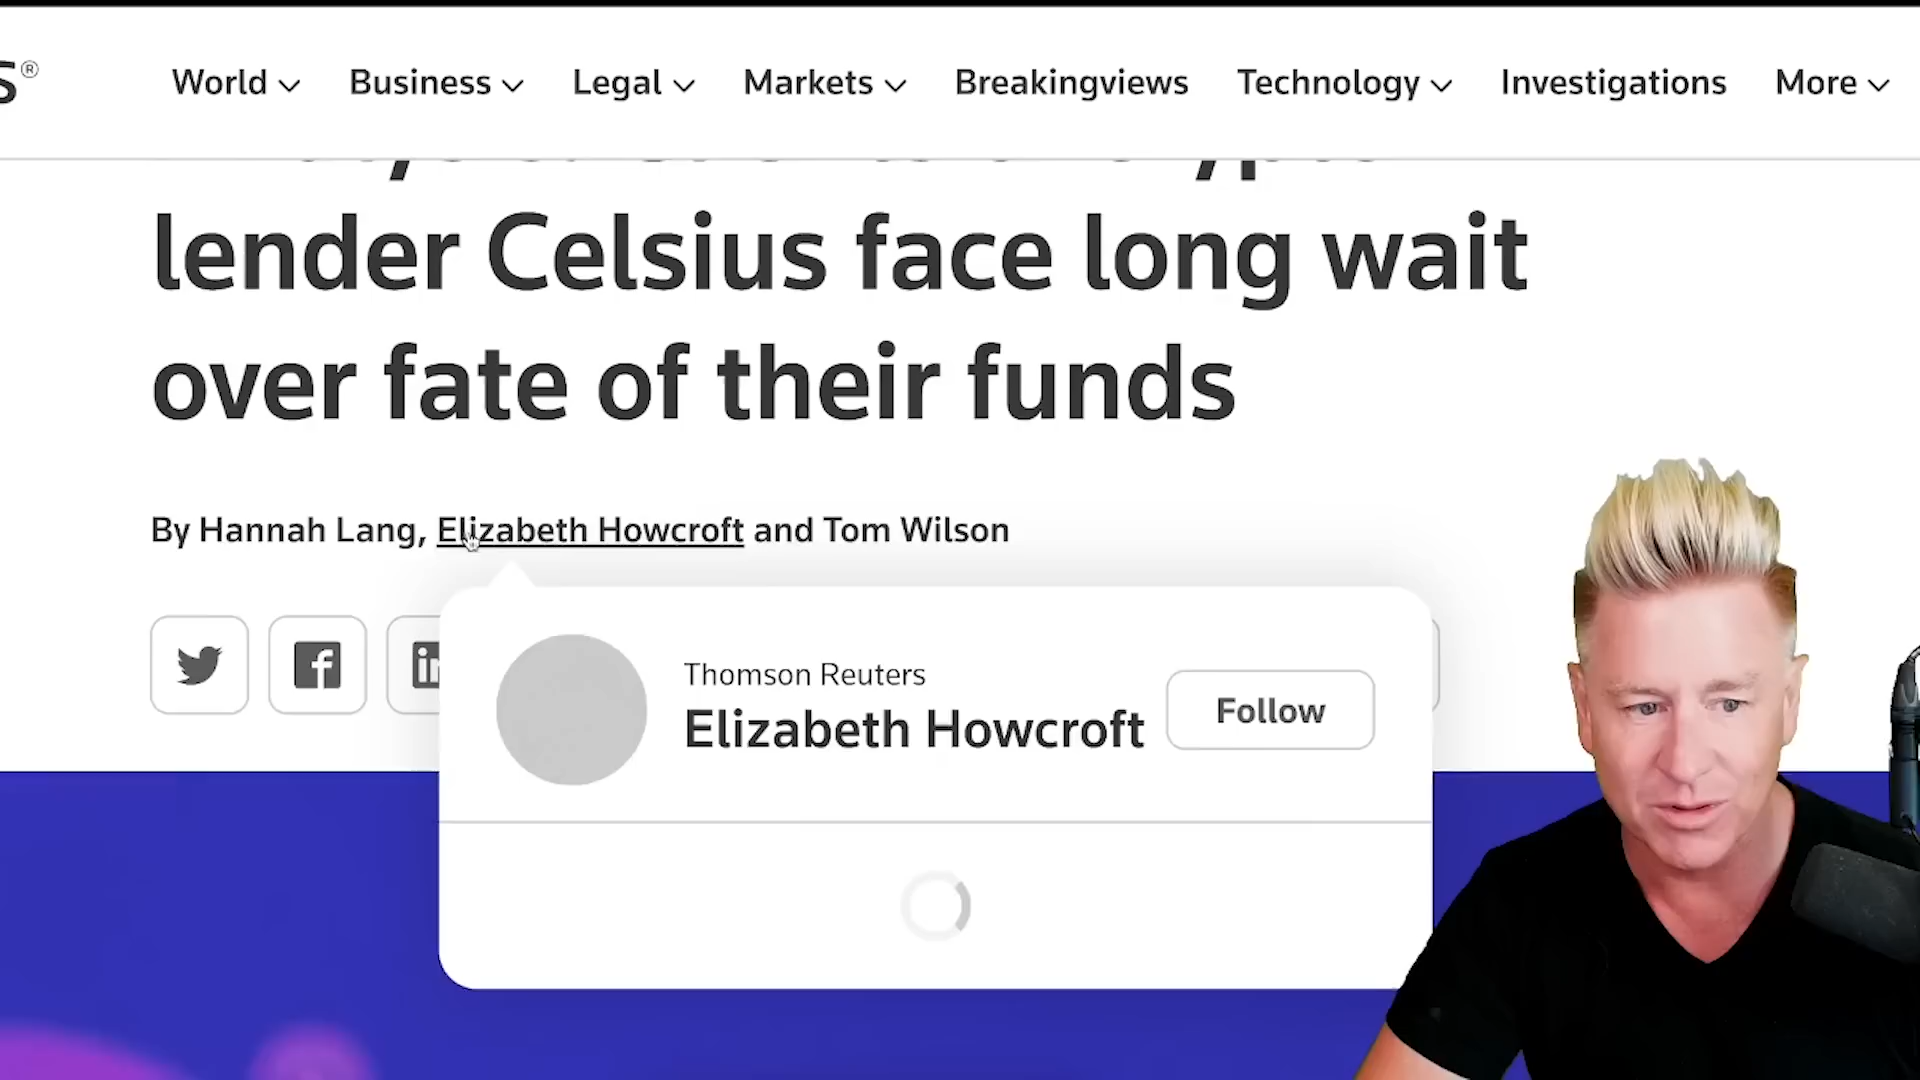 S®
World Business Legal Markets Breakingviews Technology Investigations More
lender Celsius face long wait
over fate of their funds
By Hannah Lang, Elizabeth Howcroft and Tom Wilson
in
Thomson Reuters
Elizabeth Howcroft
Follow